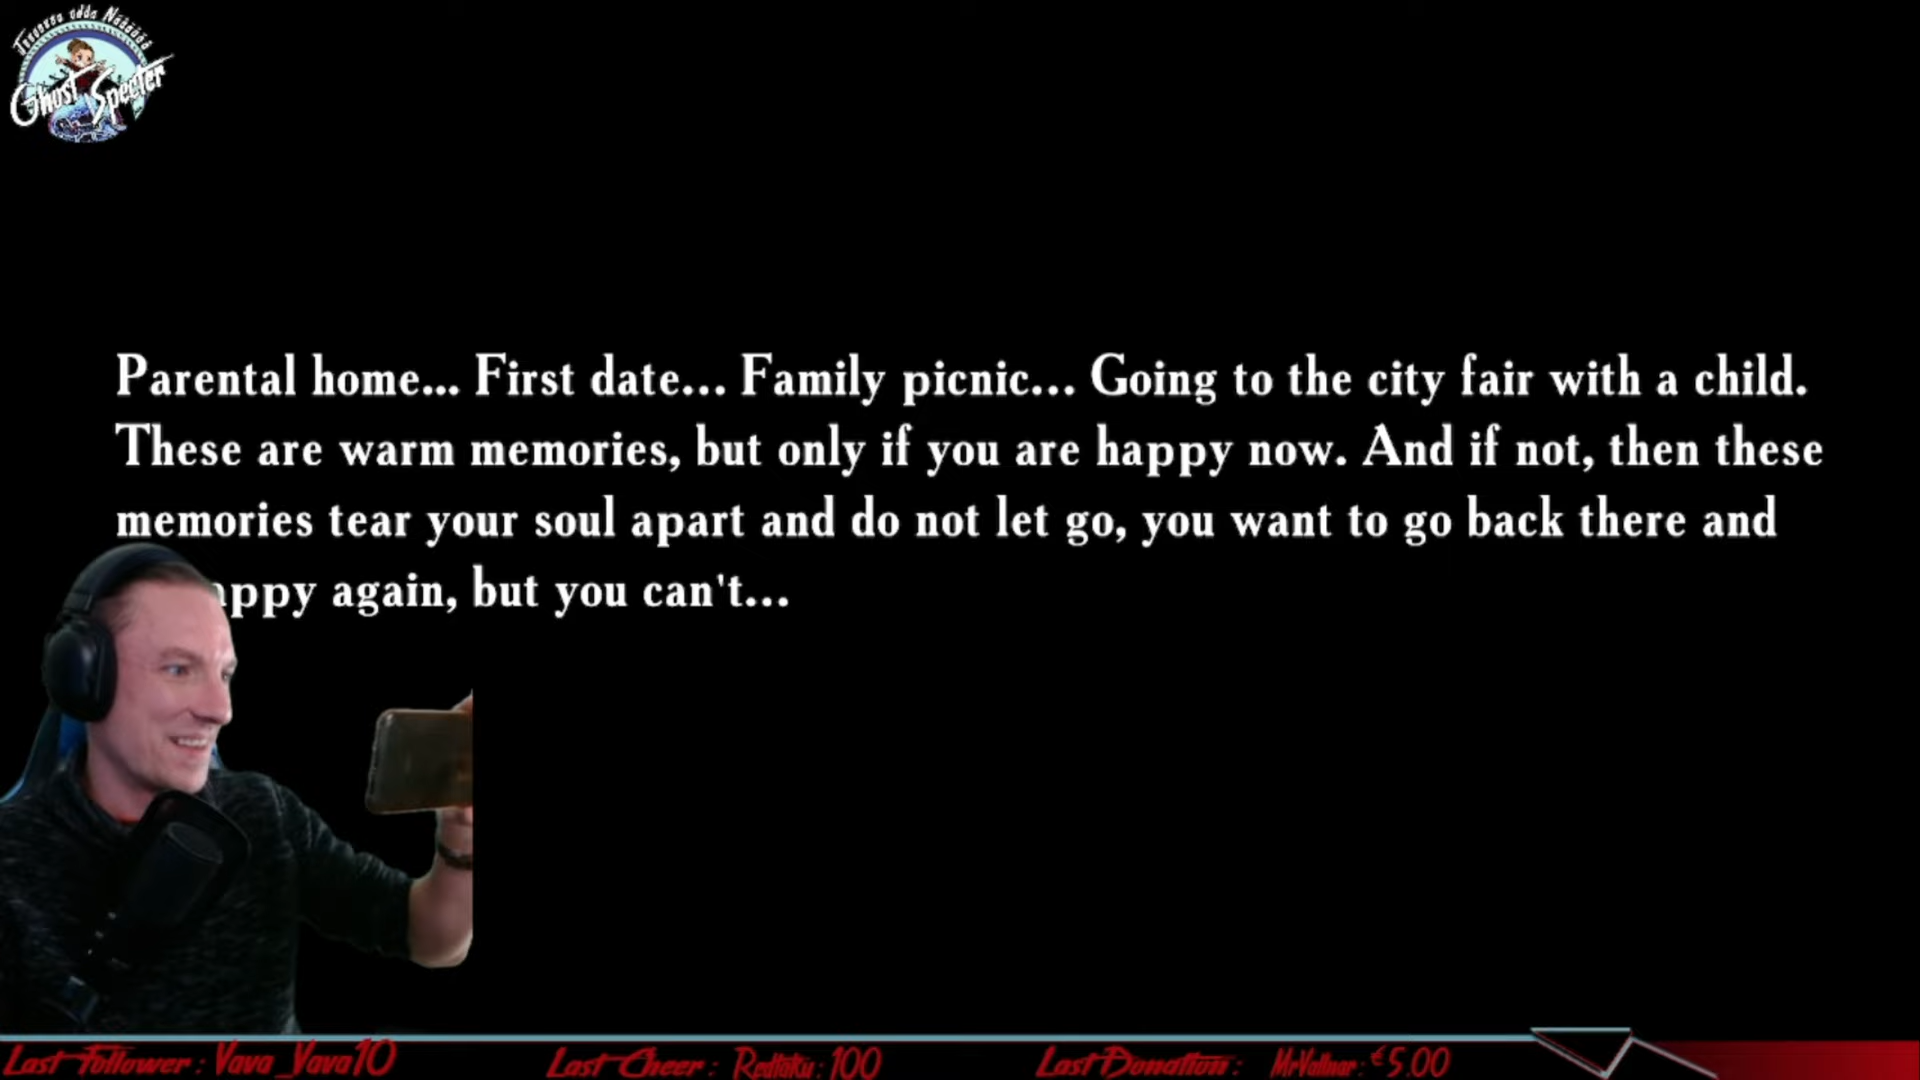 Ghost Specter
Parental home... First date... Family picnic... Going to the city fair with a child.
These are warm memories, but only if you are happy now. And if not, then these
memories tear your soul apart and do not let go, you want to go back there and
appy again, but you can't...
Last Follower : Vava_Yava10
Last Cheer : Redtaku: 100
Last Donation : MrVallnar: €5.00